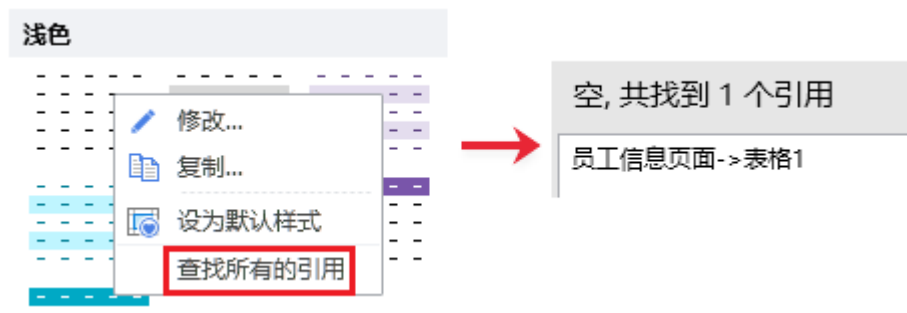 浅色
修改...
复制...
设为默认样式
查找所有的引用
空, 共找到 1 个引用
员工信息页面->表格1